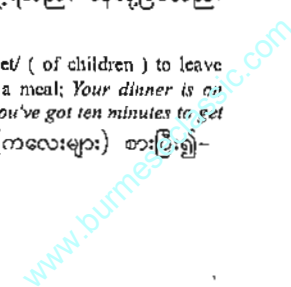 et/ ( of children ) to leave
a meal; Your dinner is on
ou've got ten minutes to get
(ကလေးများ) စားပြီး၍–
www.burmeseclassic.com